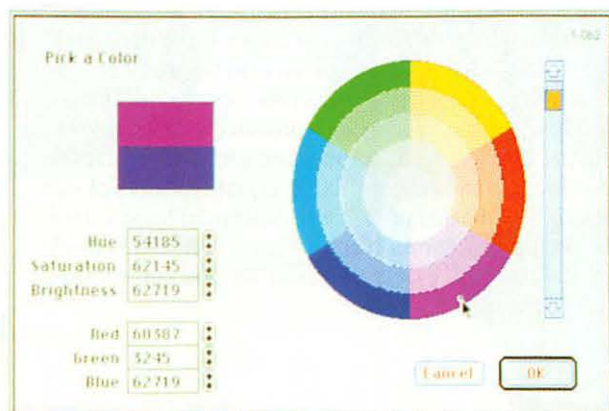 Pick a Color
Hue 54185
Saturation 62145
Brightness 62719
Red 60387
Green 3245
Blue 62719
Cancel OK